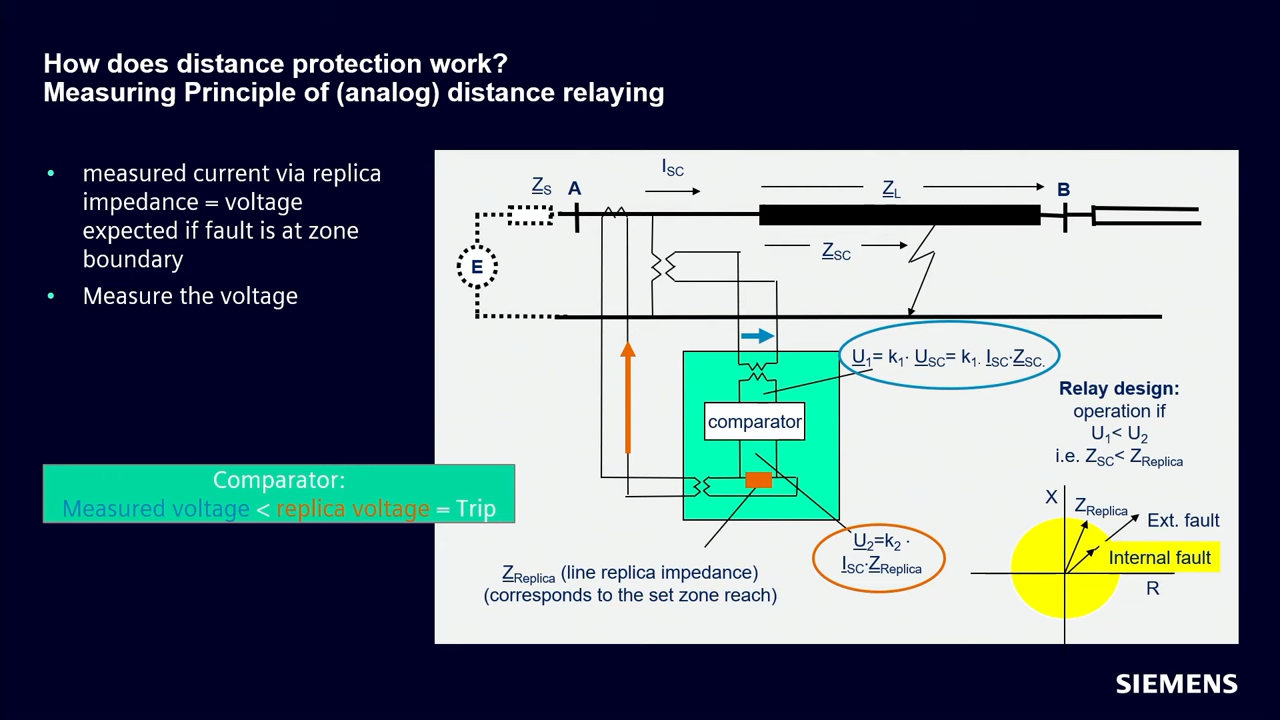 How does distance protection work?
Measuring Principle of (analog) distance relaying
• measured current via replica
impedance = voltage
expected if fault is at zone
boundary
• Measure the voltage
Comparator:
Measured voltage < replica voltage = Trip
I_SC
Z_S
A
Z_L
B
Z_SC
E
U_1= k_1· U_SC= k_1. I_SC·Z_SC.
comparator
Relay design:
operation if
U_1< U_2
i.e. Z_SC< Z_Replica
U_2=k_2 ·
I_SC·Z_Replica
Z_Replica (line replica impedance)
(corresponds to the set zone reach)
X
Z_Replica
Ext. fault
Internal fault
R
SIEMENS